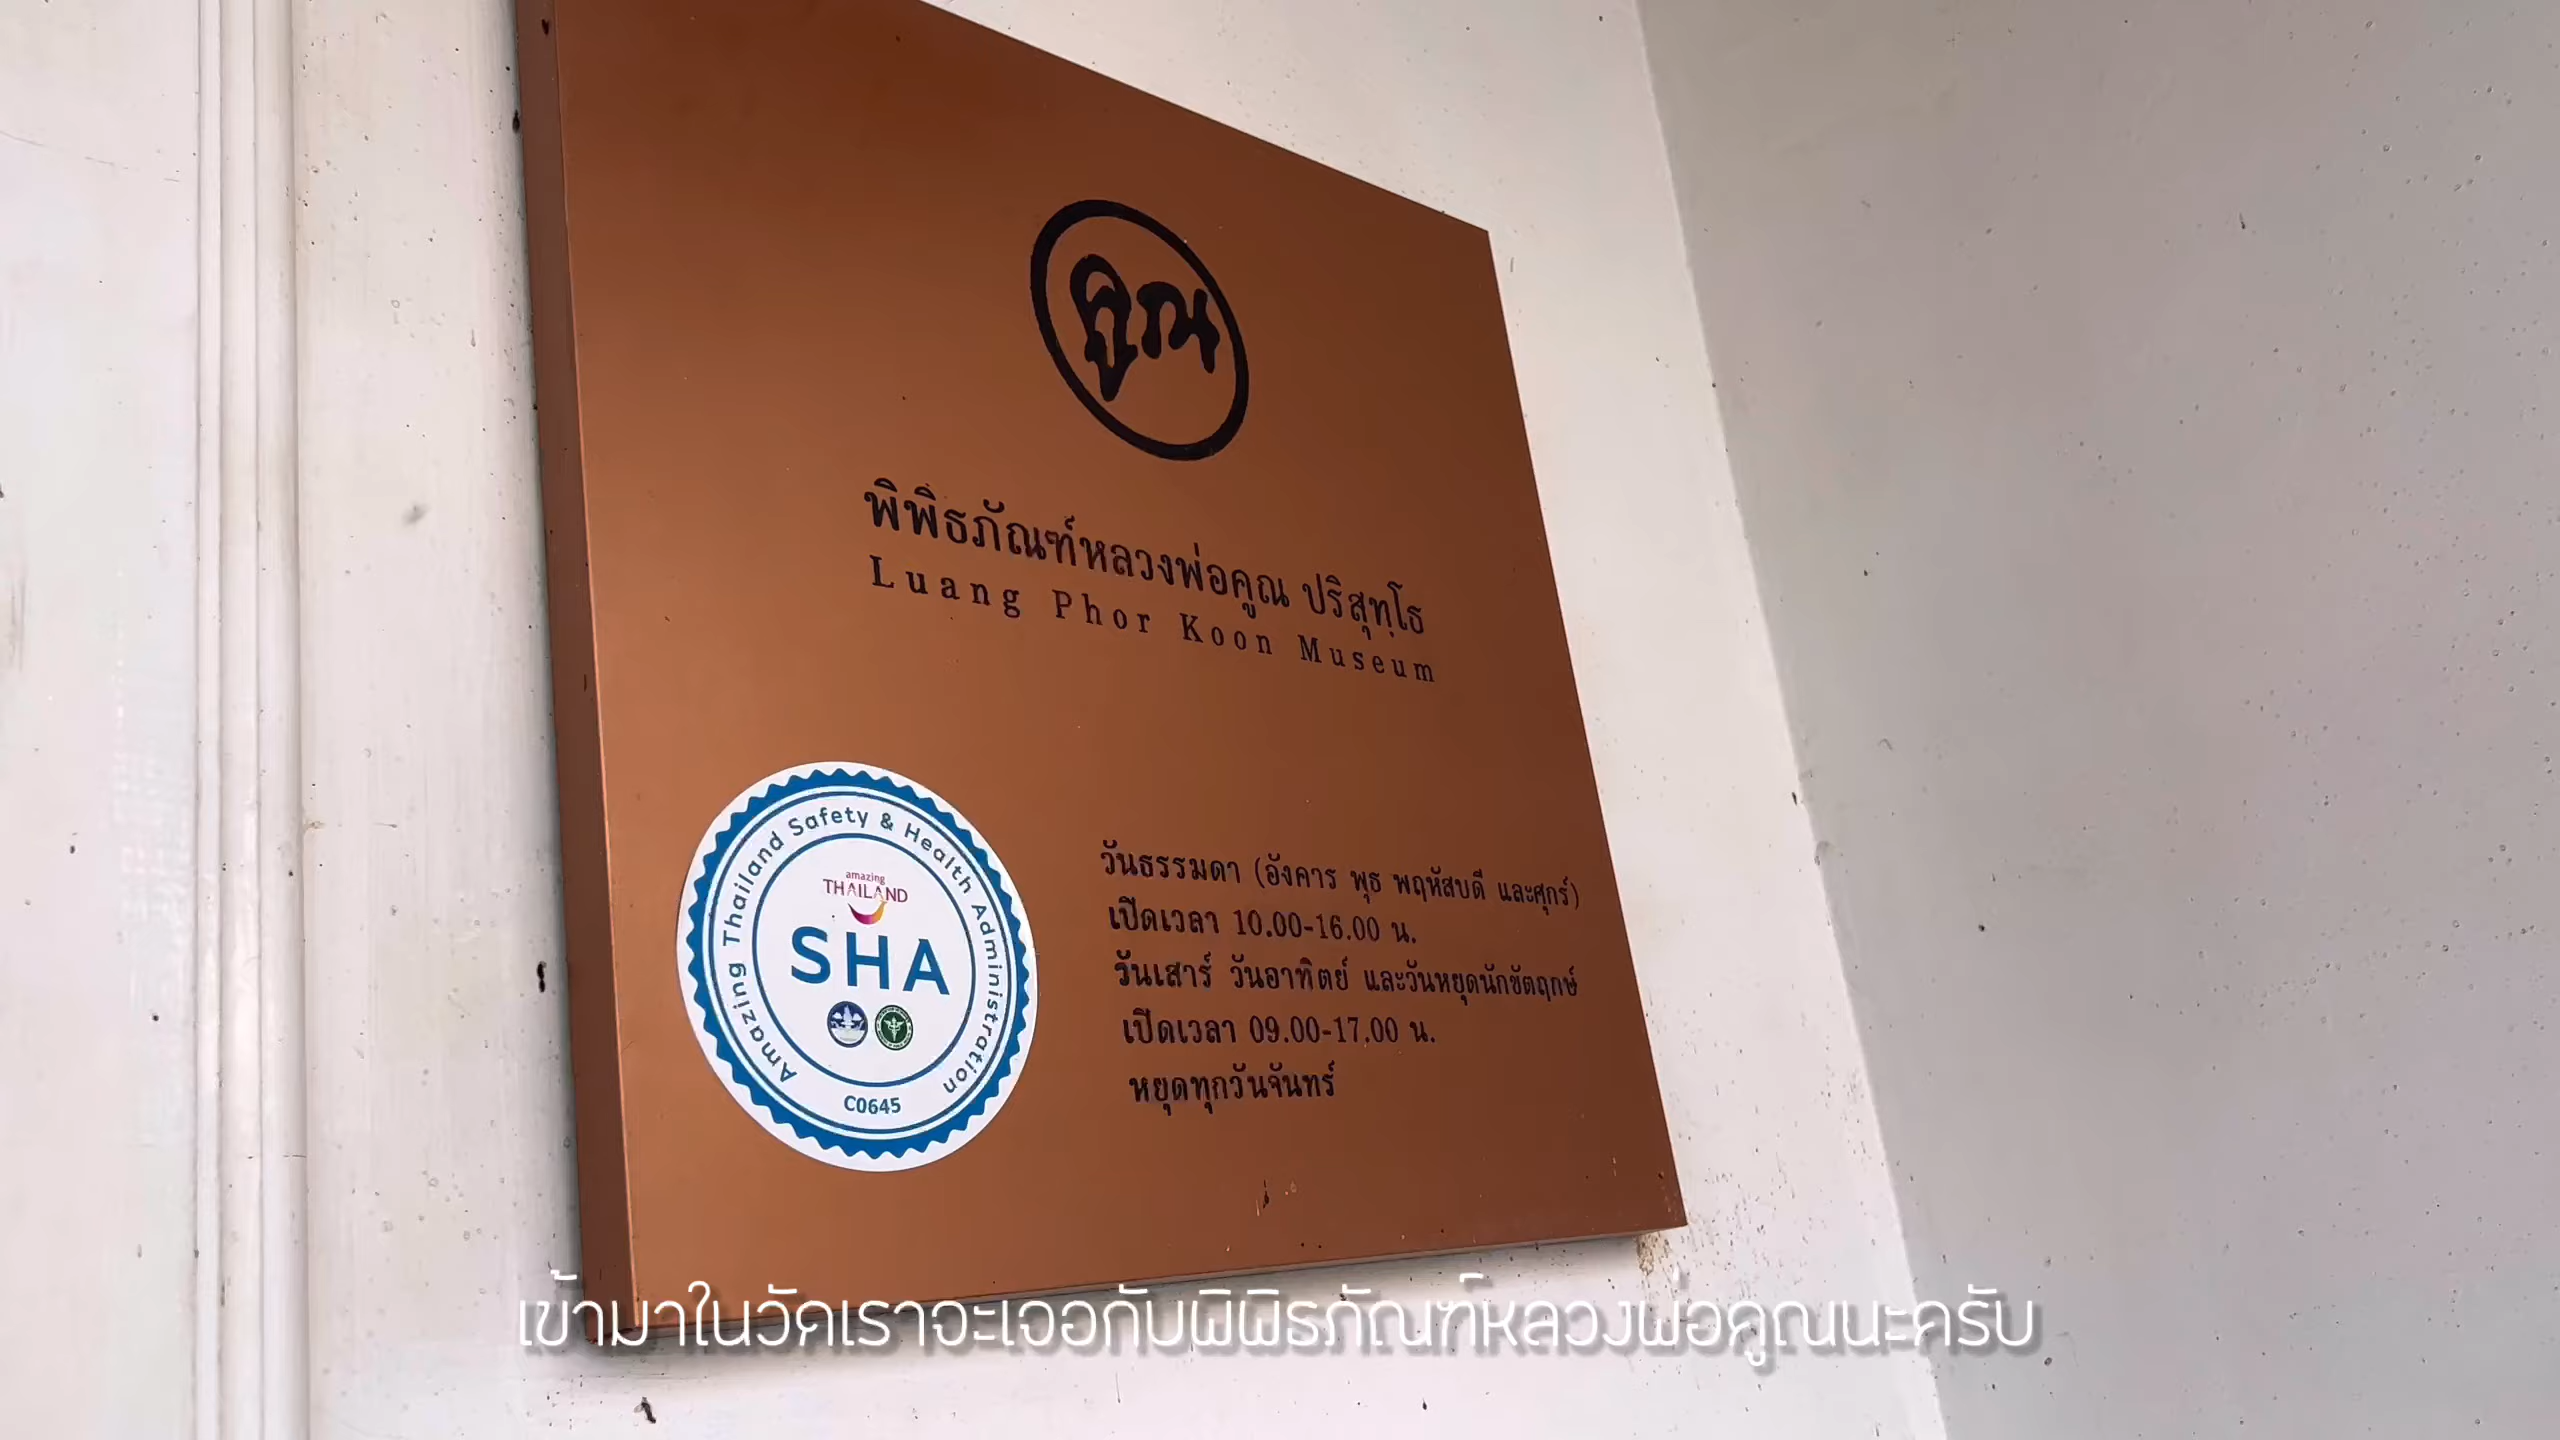 คูณ
พิพิธภัณฑ์หลวงพ่อคูณ ปริสุทฺโธ
Luang Phor Koon Museum
Amazing Thailand Safety & Health Administration
amazing
THAILAND
SHA
C0645
วันธรรมดา (อังคาร พุธ พฤหัสบดี และศุกร์)
เปิดเวลา 10.00-16.00 น.
วันเสาร์ วันอาทิตย์ และวันหยุดนักขัตฤกษ์
เปิดเวลา 09.00-17.00 น.
หยุดทุกวันจันทร์
เข้ามาในวัดเราจะเจอกับพิพิธภัณฑ์หลวงพ่อคูณนะครับ